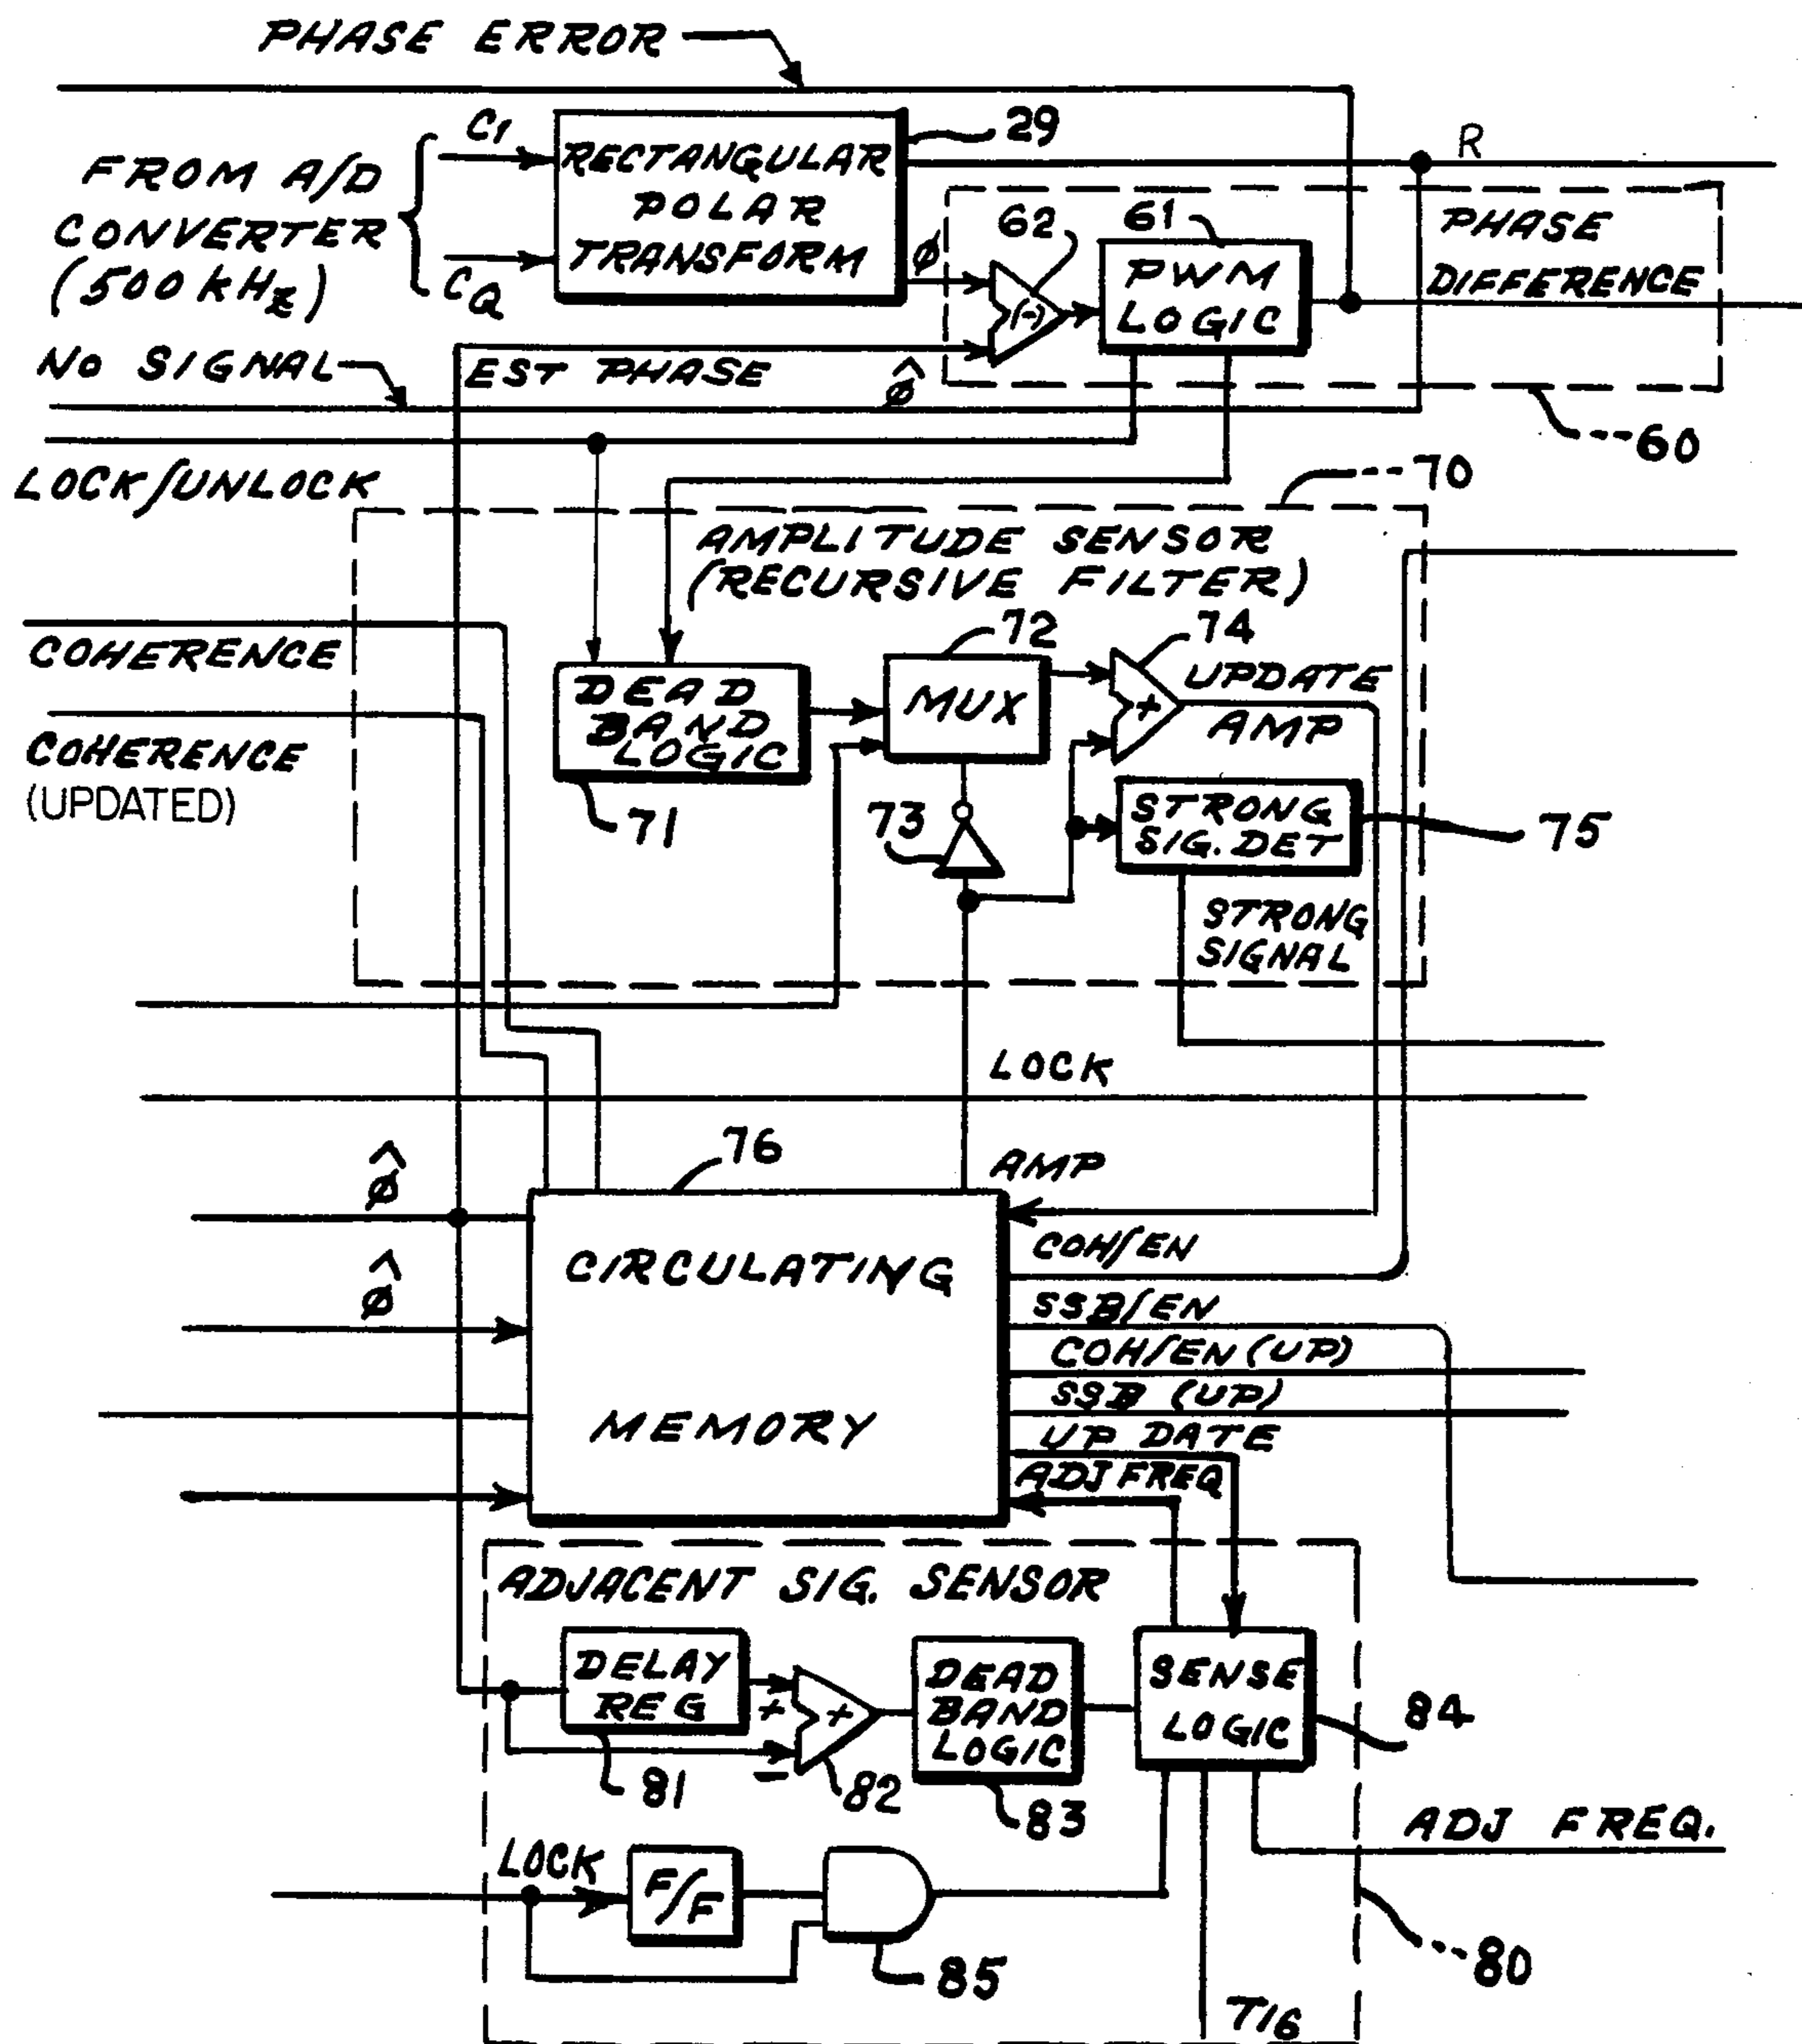 PHASE ERROR
FROM A/D
CONVERTER
(500 kHz)
C1
CQ
RECTANGULAR
POLAR
TRANSFORM
29
R
ϕ
62
(-)
61
PWM
LOGIC
PHASE
DIFFERENCE
NO SIGNAL
EST PHASE
ϕ̂
60
LOCK/UNLOCK
70
AMPLITUDE SENSOR
(RECURSIVE FILTER)
COHERENCE
COHERENCE
(UPDATED)
DEAD
BAND
LOGIC
71
72
MUX
73
74
+
UPDATE
AMP
STRONG
SIG. DET
75
STRONG
SIGNAL
LOCK
76
AMP
ϕ̂
ϕ̂
CIRCULATING
MEMORY
COH/EN
SSB/EN
COH/EN (UP)
SSB (UP)
UP DATE
ADJ FREQ
ADJACENT SIG. SENSOR
DELAY
REG
81
+
+
−
82
DEAD
BAND
LOGIC
83
SENSE
LOGIC
84
LOCK
F/F
85
ADJ FREQ.
80
T16